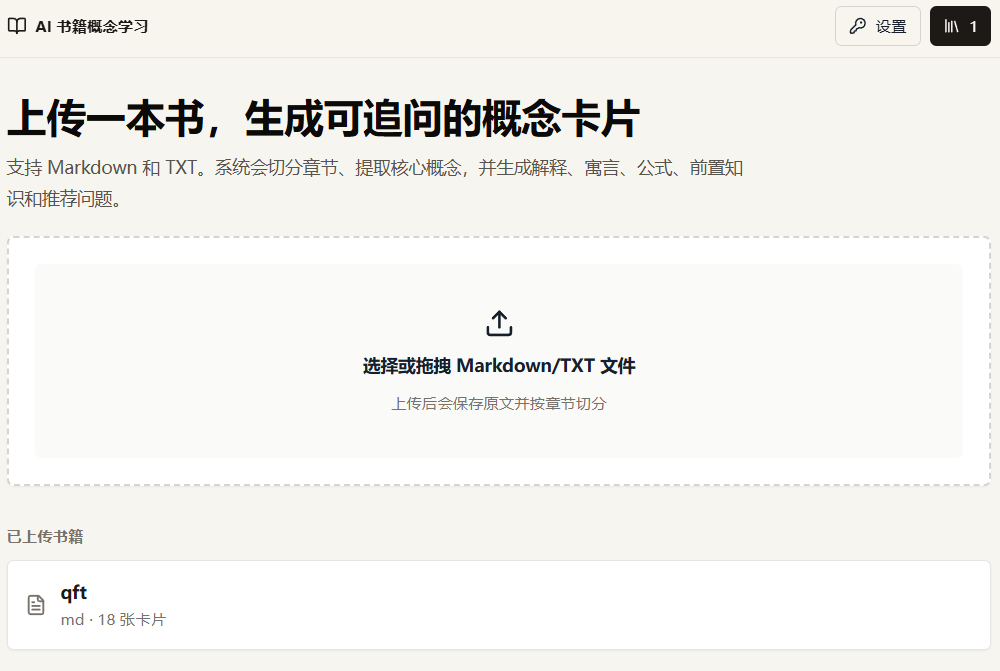 AI 书籍概念学习
设置
1
上传一本书，生成可追问的概念卡片
支持 Markdown 和 TXT。系统会切分章节、提取核心概念，并生成解释、寓言、公式、前置知
识和推荐问题。
选择或拖拽 Markdown/TXT 文件
上传后会保存原文并按章节切分
已上传书籍
qft
md · 18 张卡片